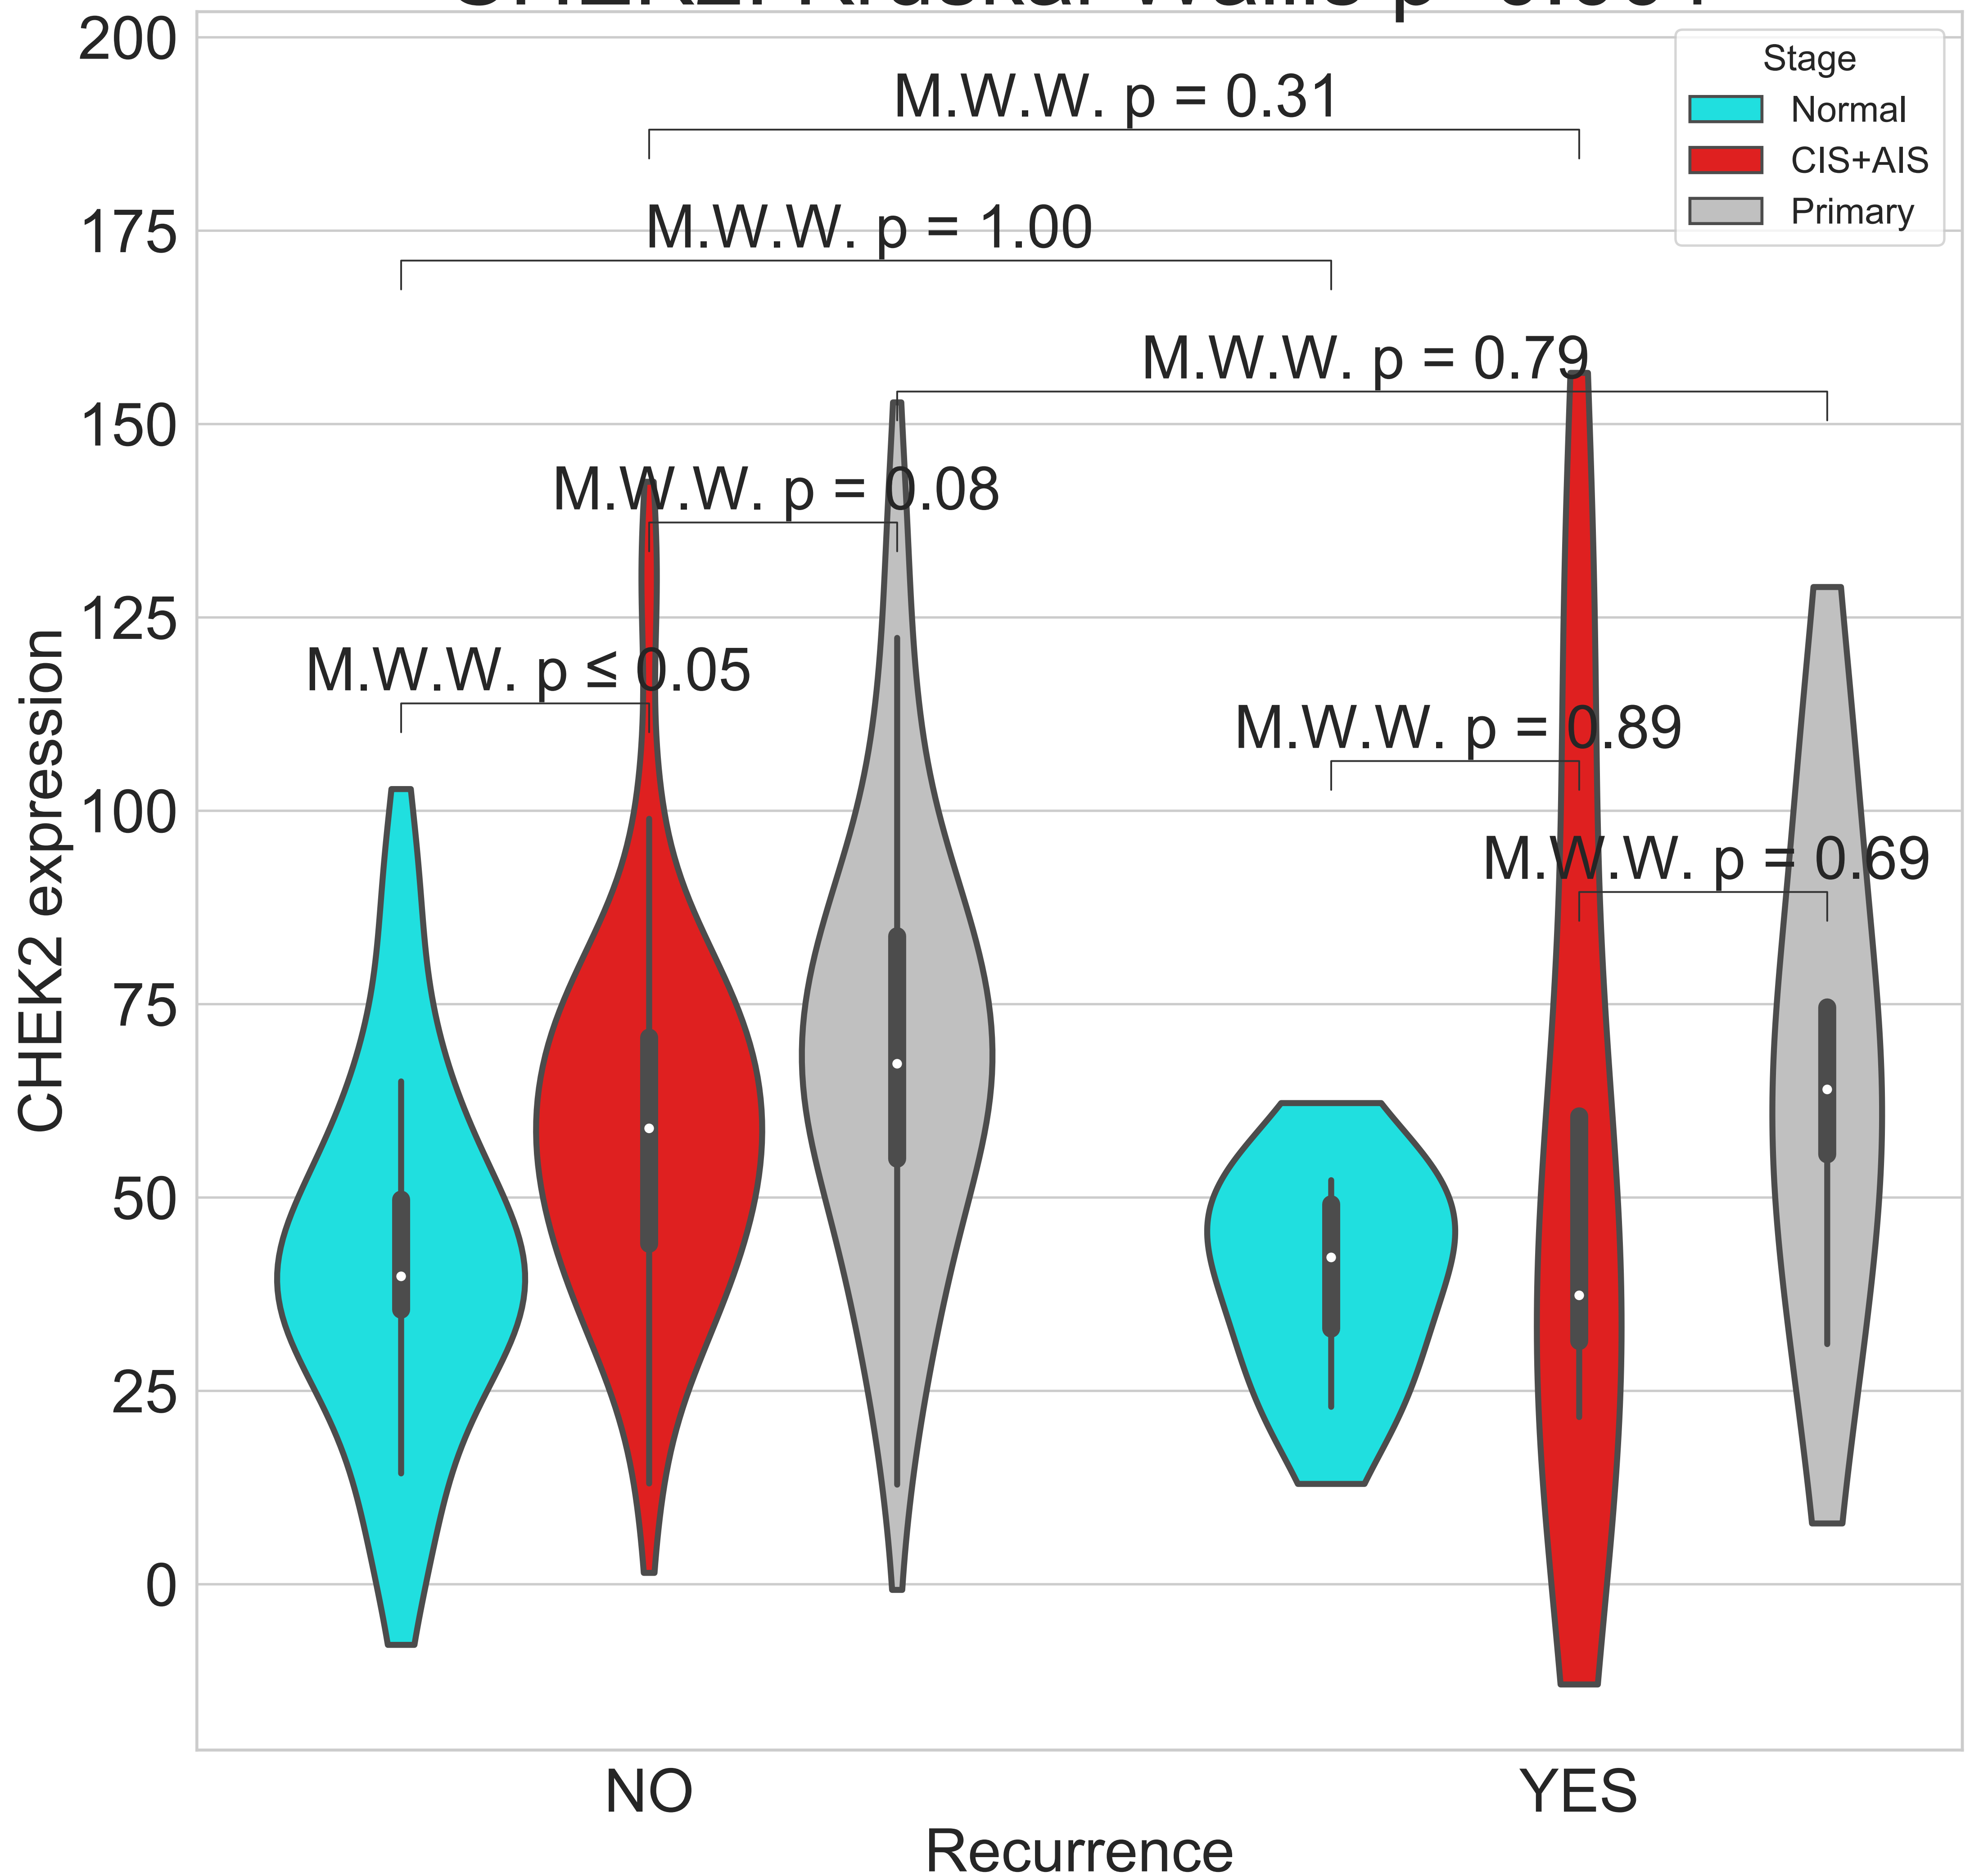 200
M.W.W. p = 0.31
Stage
Normal
CIS+AIS
Primary
175
M.W.W. p = 1.00
M.W.W. p = 0.79
150
M.W.W. p = 0.08
125
M.W.W. p ≤ 0.05
M.W.W. p = 0.89
100
M.W.W. p = 0.69
75
50
25
0
CHEK2 expression
NO
YES
Recurrence